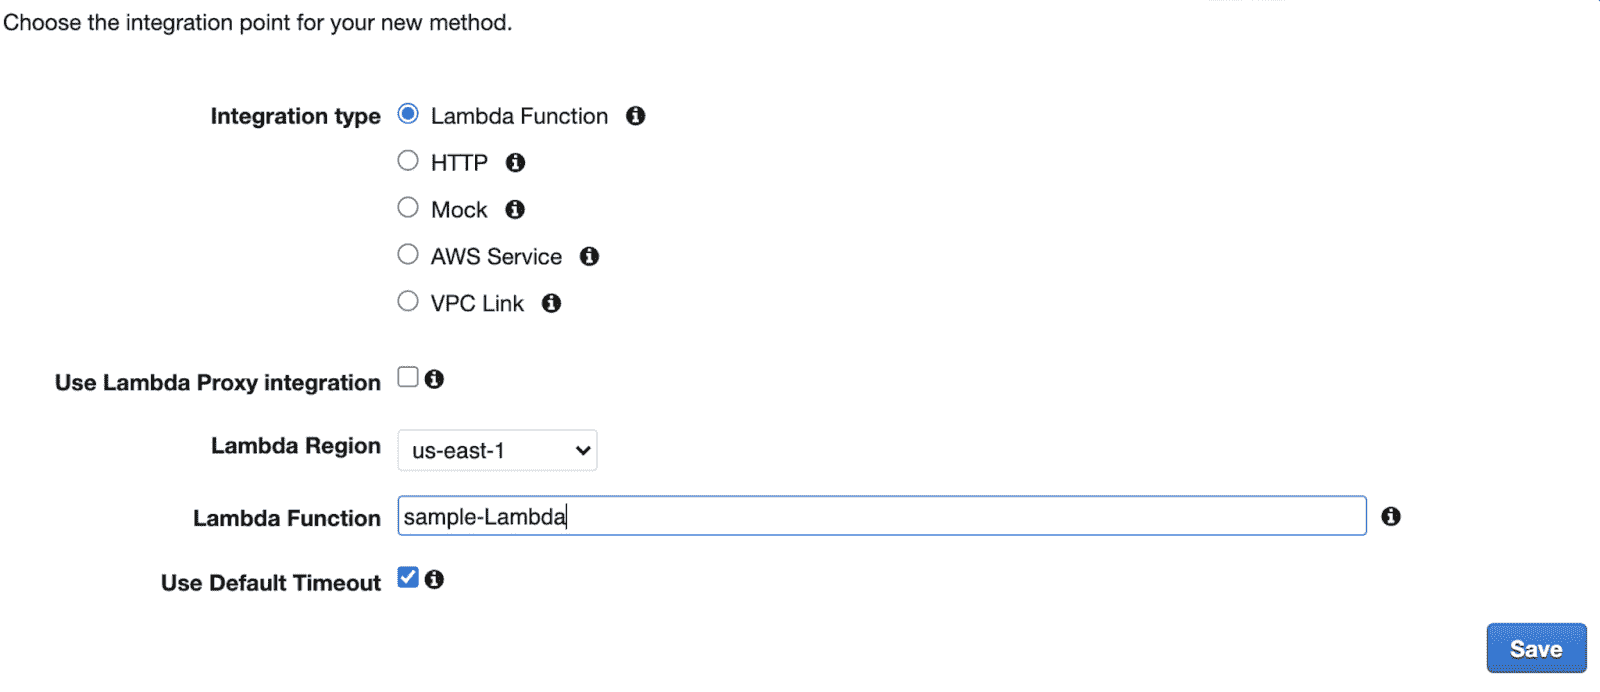 Choose the integration point for your new method.
Integration type
Lambda Function
HTTP
Mock
AWS Service
VPC Link
Use Lambda Proxy integration
Lambda Region
us-east-1
Lambda Function
sample-Lambda
Use Default Timeout
Save